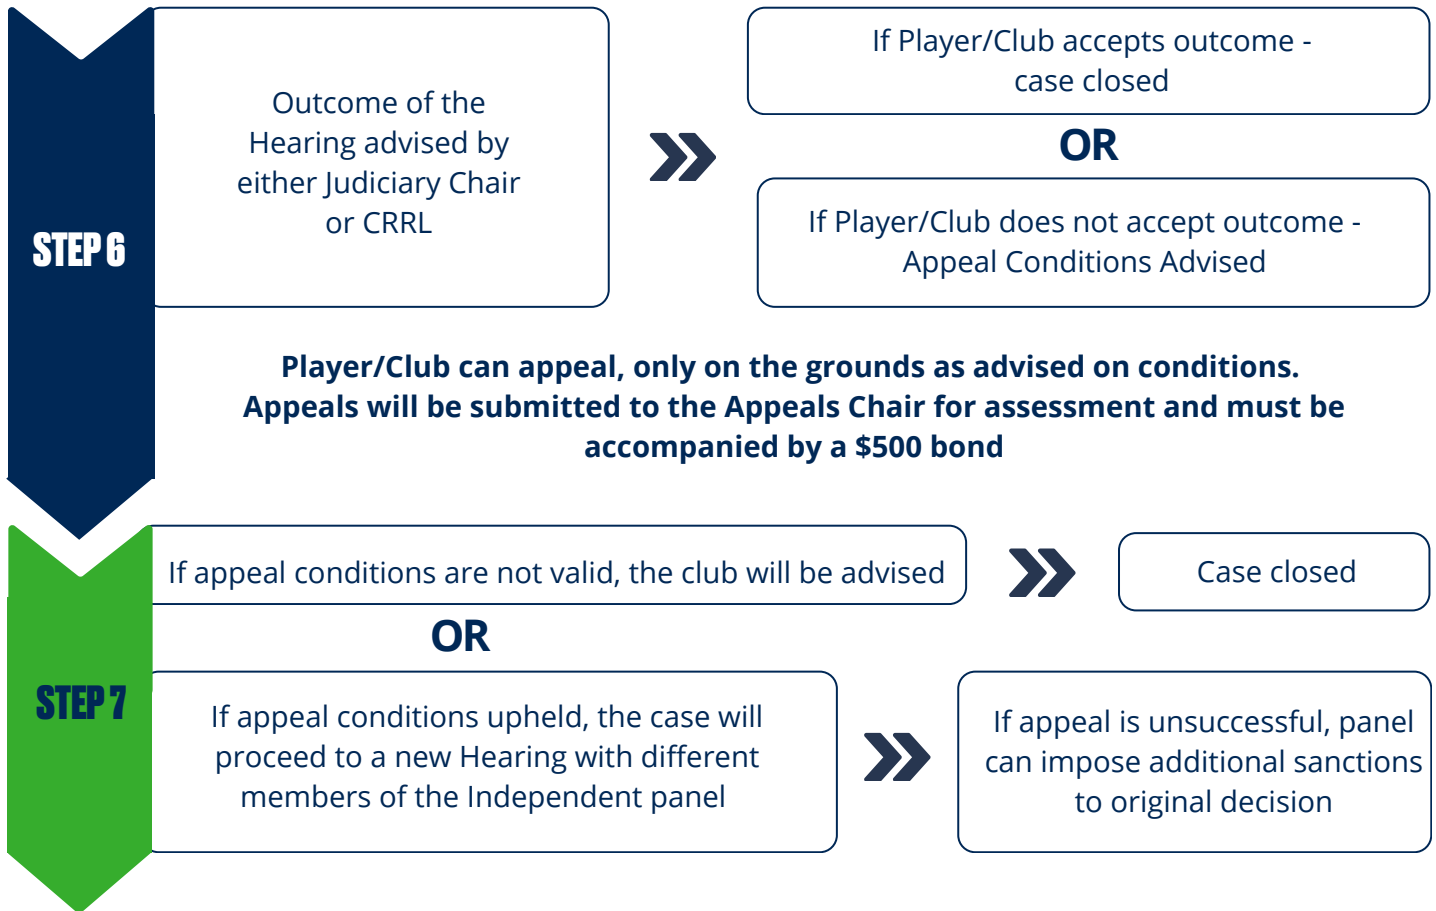 STEP 6
Outcome of the
Hearing advised by
either Judiciary Chair
or CRRL
If Player/Club accepts outcome -
case closed
OR
If Player/Club does not accept outcome -
Appeal Conditions Advised
Player/Club can appeal, only on the grounds as advised on conditions.
Appeals will be submitted to the Appeals Chair for assessment and must be
accompanied by a $500 bond
STEP 7
If appeal conditions are not valid, the club will be advised
Case closed
OR
If appeal conditions upheld, the case will
proceed to a new Hearing with different
members of the Independent panel
If appeal is unsuccessful, panel
can impose additional sanctions
to original decision